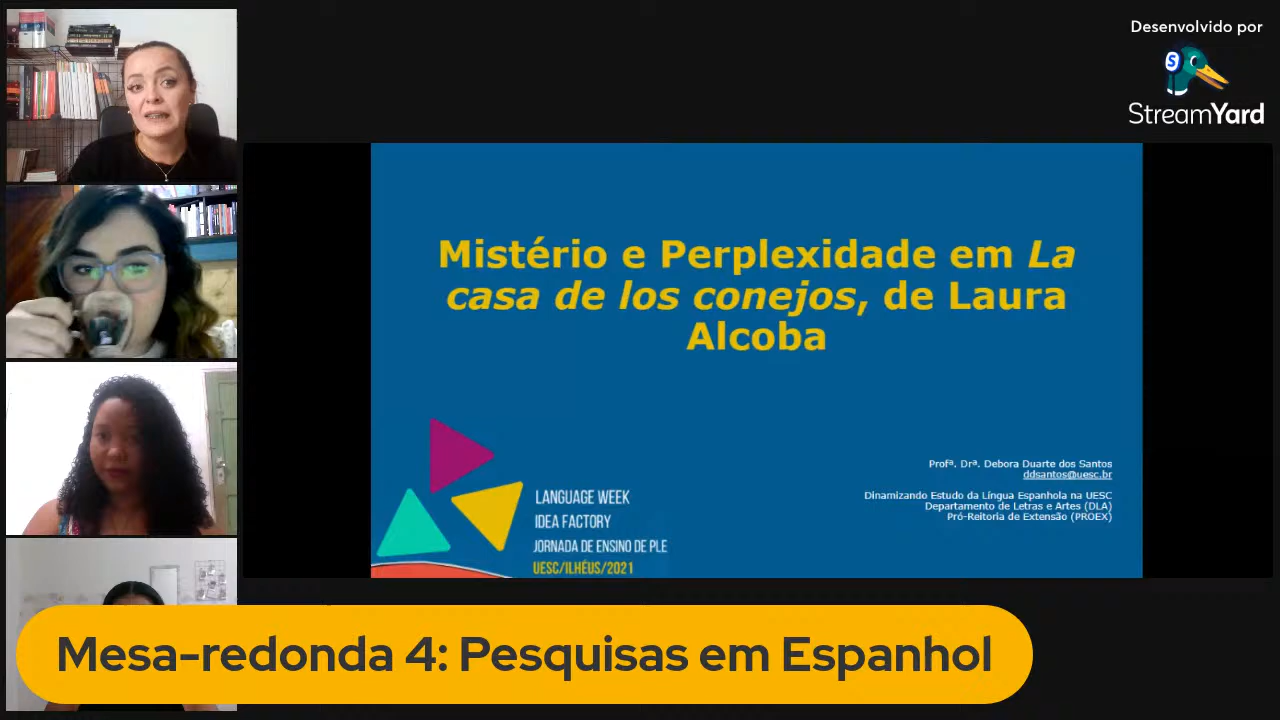 Desenvolvido por
StreamYard
Mistério e Perplexidade em La
casa de los conejos, de Laura
Alcoba
Profª. Drª. Debora Duarte dos Santos
ddsantos@uesc.br
Dinamizando Estudo da Língua Espanhola na UESC
Departamento de Letras e Artes (DLA)
Pró-Reitoria de Extensão (PROEX)
LANGUAGE WEEK
IDEA FACTORY
JORNADA DE ENSINO DE PLE
UESC/ILHÉUS/2021
Mesa-redonda 4: Pesquisas em Espanhol